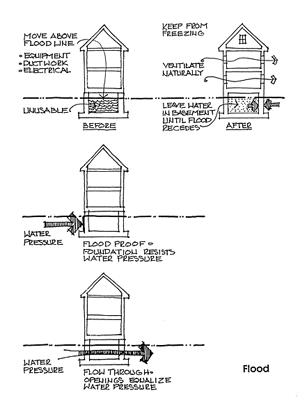 MOVE ABOVE
FLOOD LINE
• EQUIPMENT
• DUCTWORK
• ELECTRICAL
UNUSABLE
BEFORE
KEEP FROM
FREEZING
VENTILATE
NATURALLY
LEAVE WATER
IN BASEMENT
UNTIL FLOOD
RECEDES
AFTER
WATER
PRESSURE
FLOOD PROOF =
FOUNDATION RESISTS
WATER PRESSURE
WATER
PRESSURE
FLOW THROUGH =
OPENINGS EQUALIZE
WATER PRESSURE
Flood